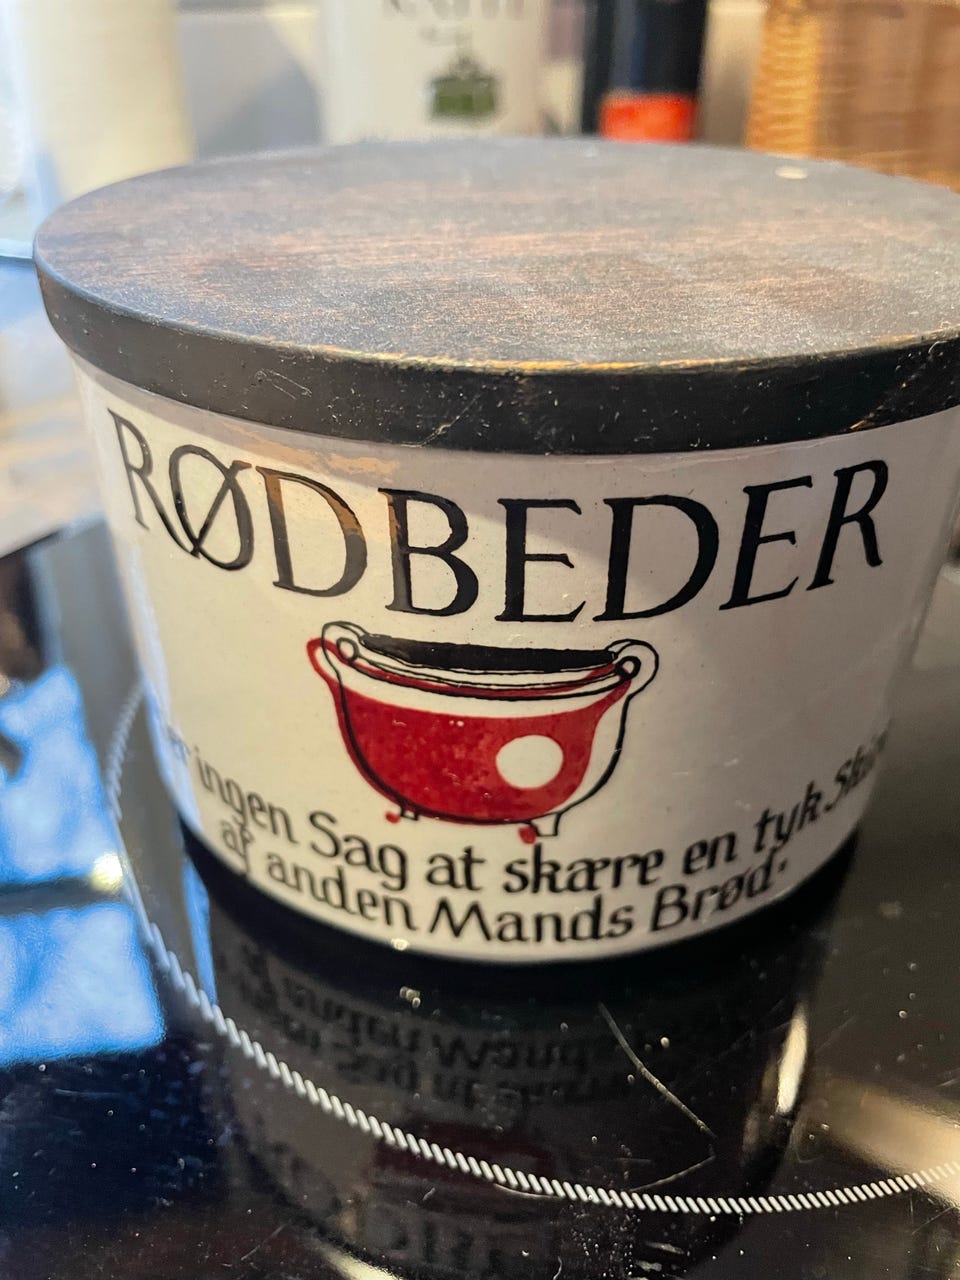 RØDBEDER
ingen Sag at skære en tyk
af anden Mands Brød.